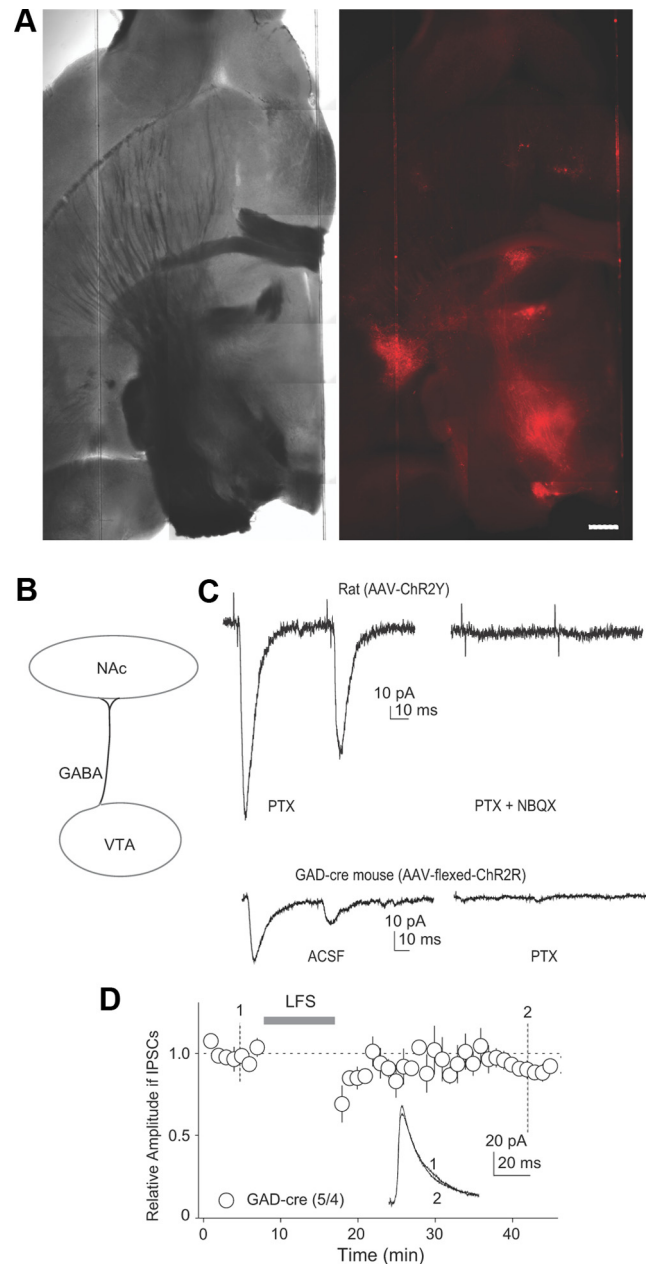 A
B
NAc
GABA
VTA
C
Rat (AAV-ChR2Y)
10 pA
10 ms
PTX
PTX + NBQX
GAD-cre mouse (AAV-flexed-ChR2R)
10 pA
10 ms
ACSF
PTX
D
LFS
1
2
Relative Amplitude if IPSCs
1.0
0.5
0
20 pA
20 ms
1
2
GAD-cre (5/4)
0
10
20
30
40
Time (min)